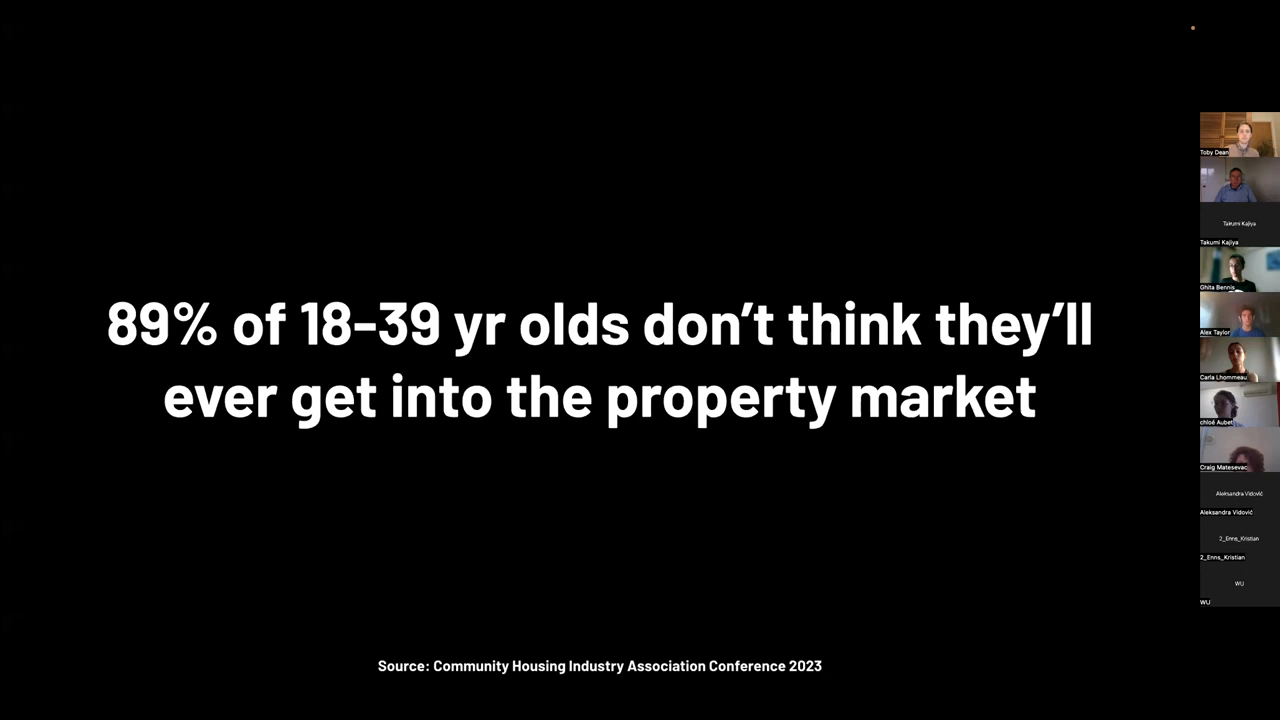 89% of 18-39 yr olds don’t think they’ll
ever get into the property market
Source: Community Housing Industry Association Conference 2023
Toby Dean
Takumi Kajiya
Takumi Kajiya
Ghita Bennis
Alex Taylor
Carla Lhommeau
chloé Aubet
Craig Matesevac
Aleksandra Vidović
Aleksandra Vidović
2_Enns_Kristian
2_Enns_Kristian
WU
WU